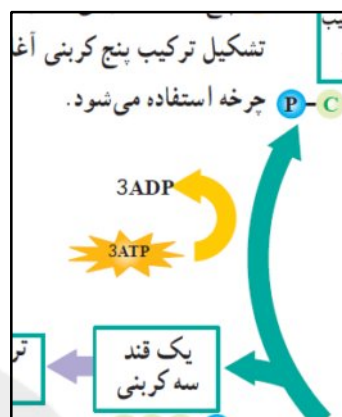 تشکیل ترکیب پنج کربنی
چرخه استفاده می‌شود.
P C
3ADP
3ATP
یک قند
سه کربنی